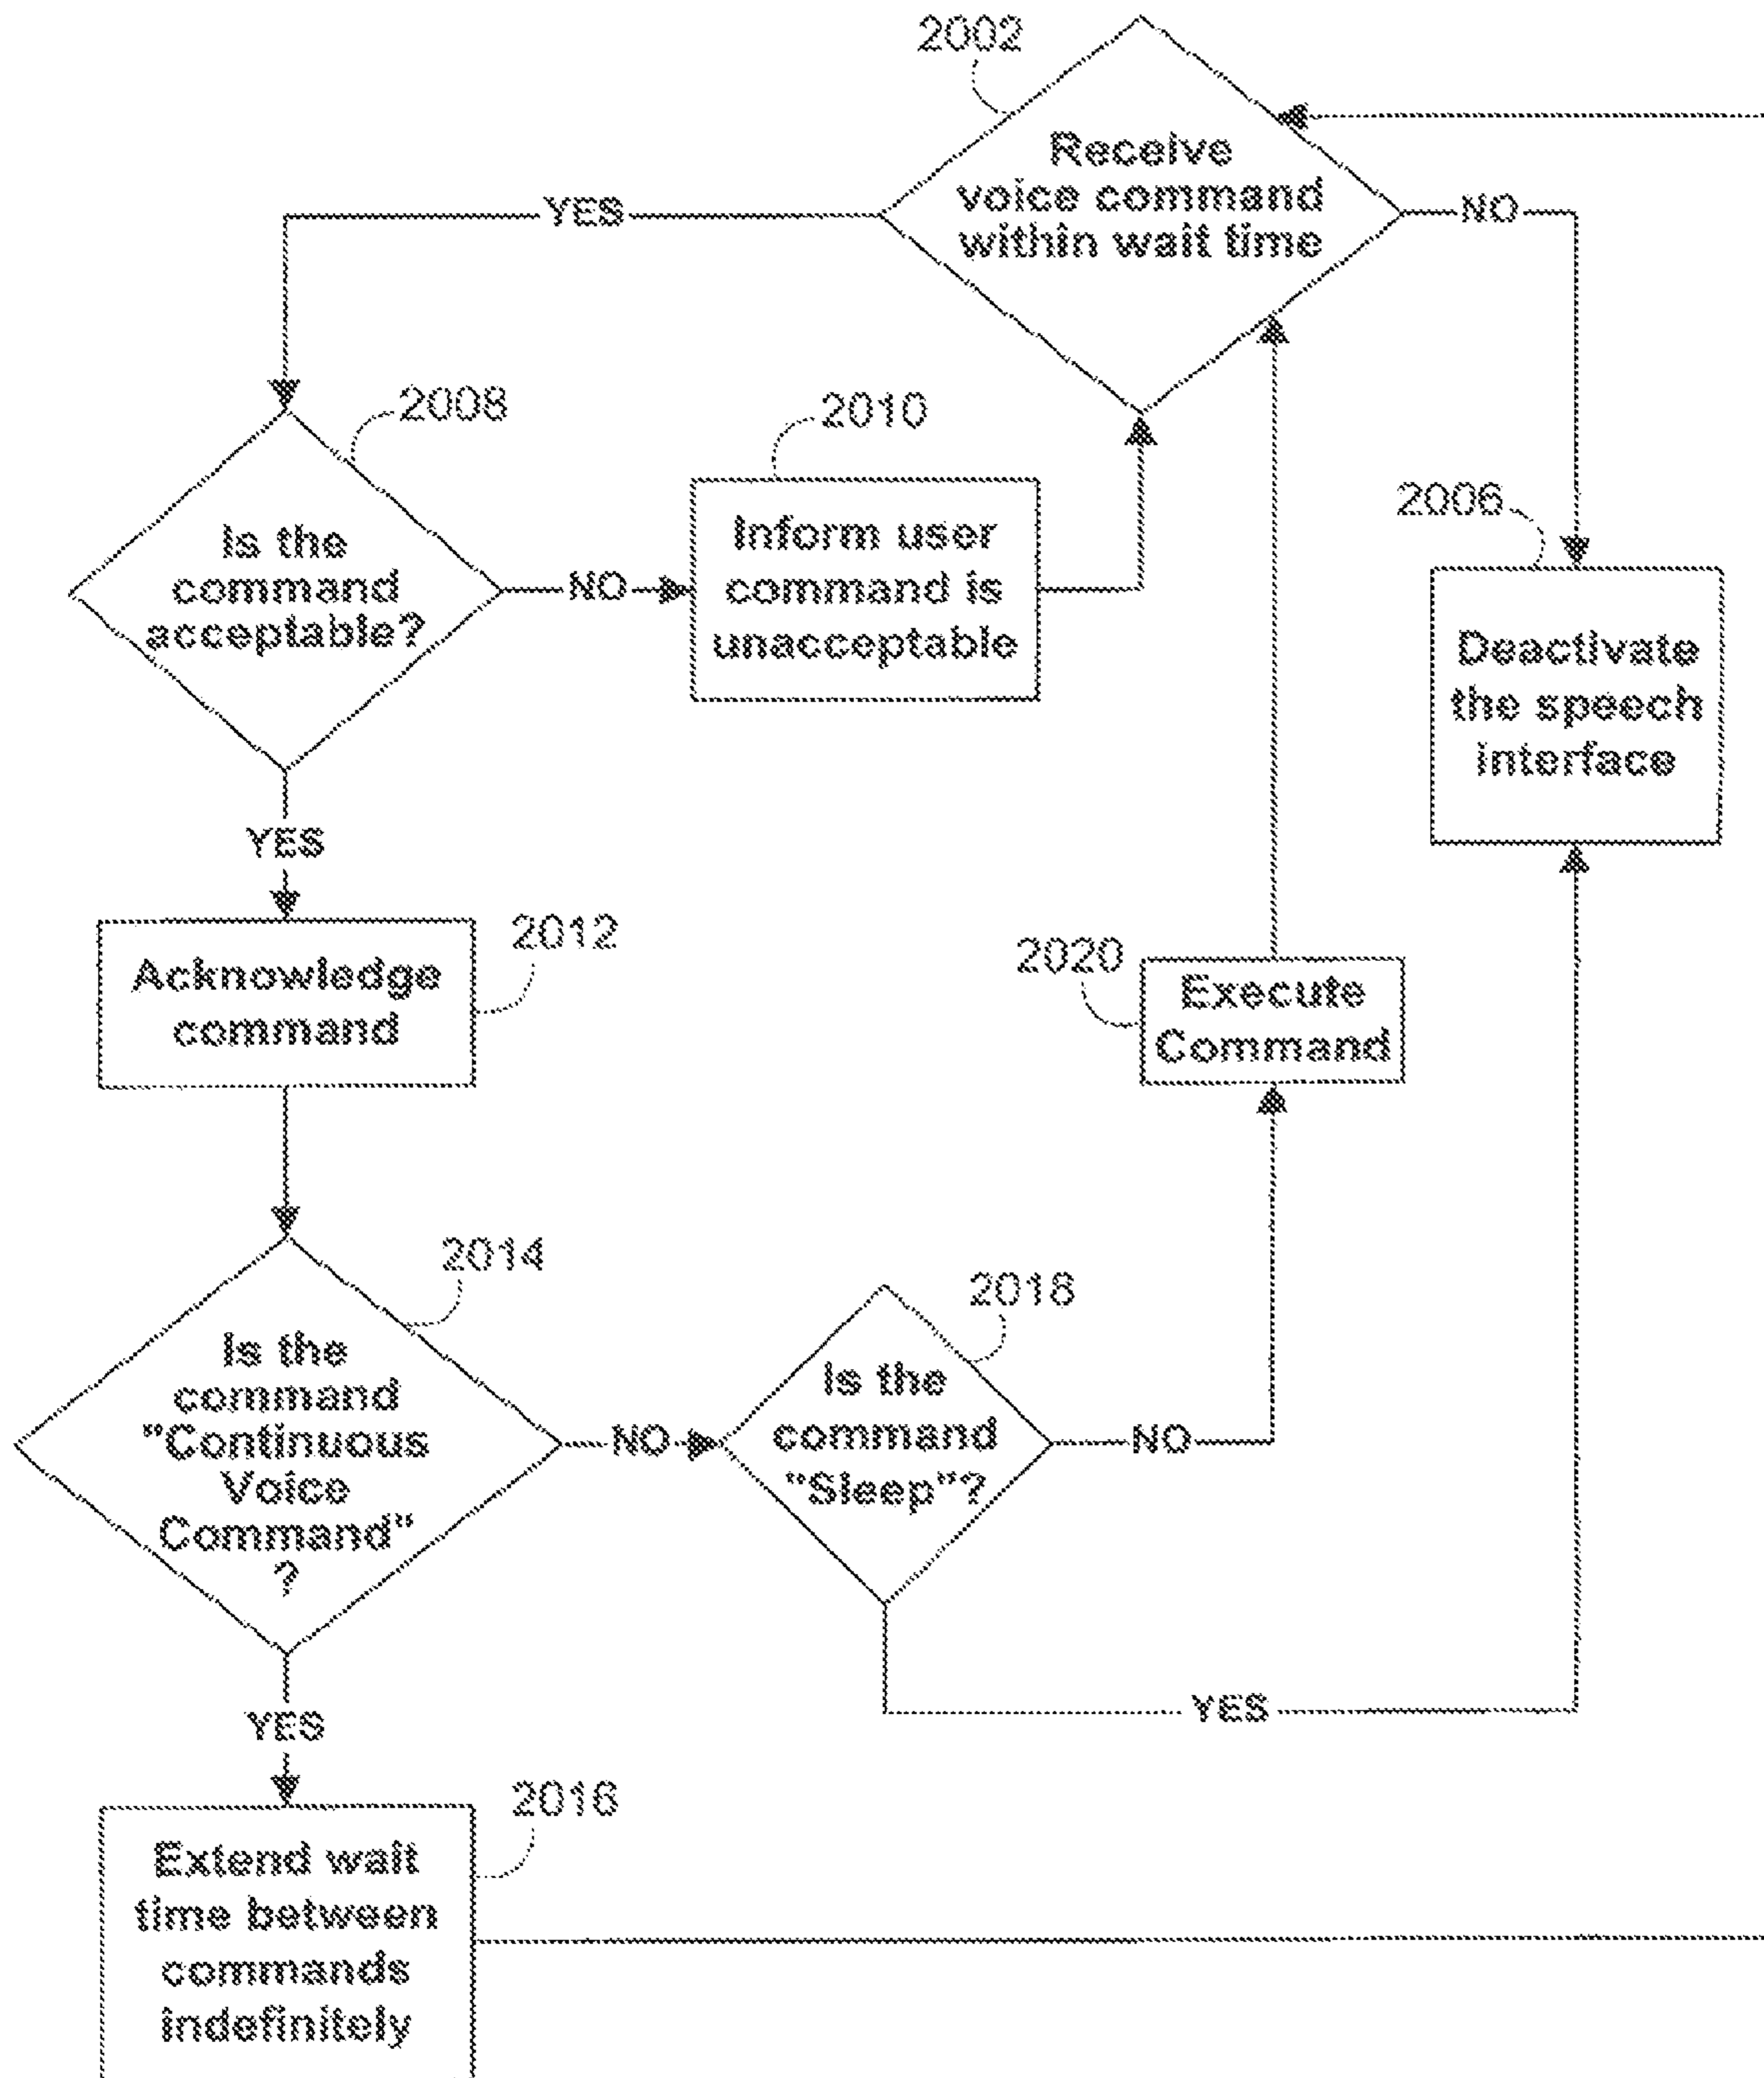 2002
Receive
voice command
within wait time
YES
NO
2008
Is the
command
acceptable?
NO
2010
Inform user
command is
unacceptable
2006
Deactivate
the speech
interface
YES
2012
Acknowledge
command
2020
Execute
Command
2014
Is the
command
"Continuous
Voice
Command"
?
NO
2018
Is the
command
"Sleep"?
NO
YES
YES
2016
Extend wait
time between
commands
indefinitely